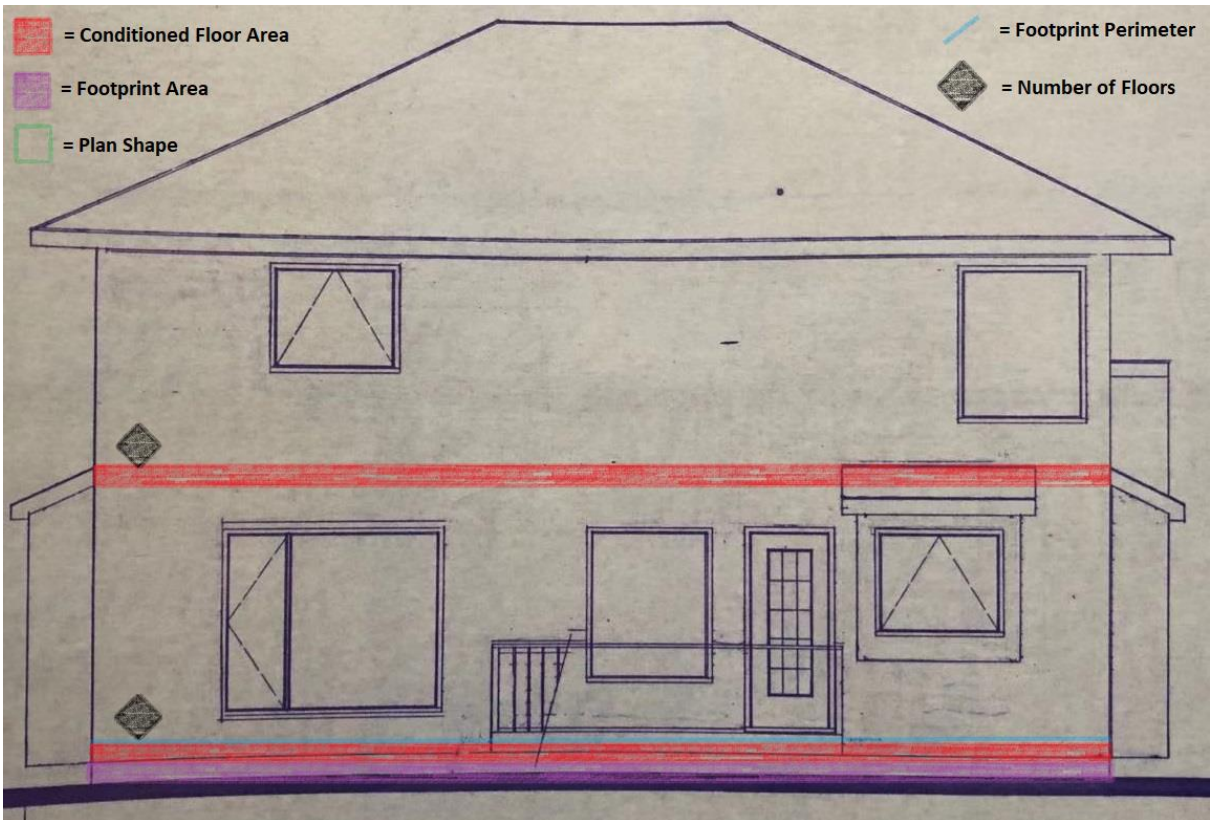 = Conditioned Floor Area
= Footprint Area
= Plan Shape
= Footprint Perimeter
= Number of Floors